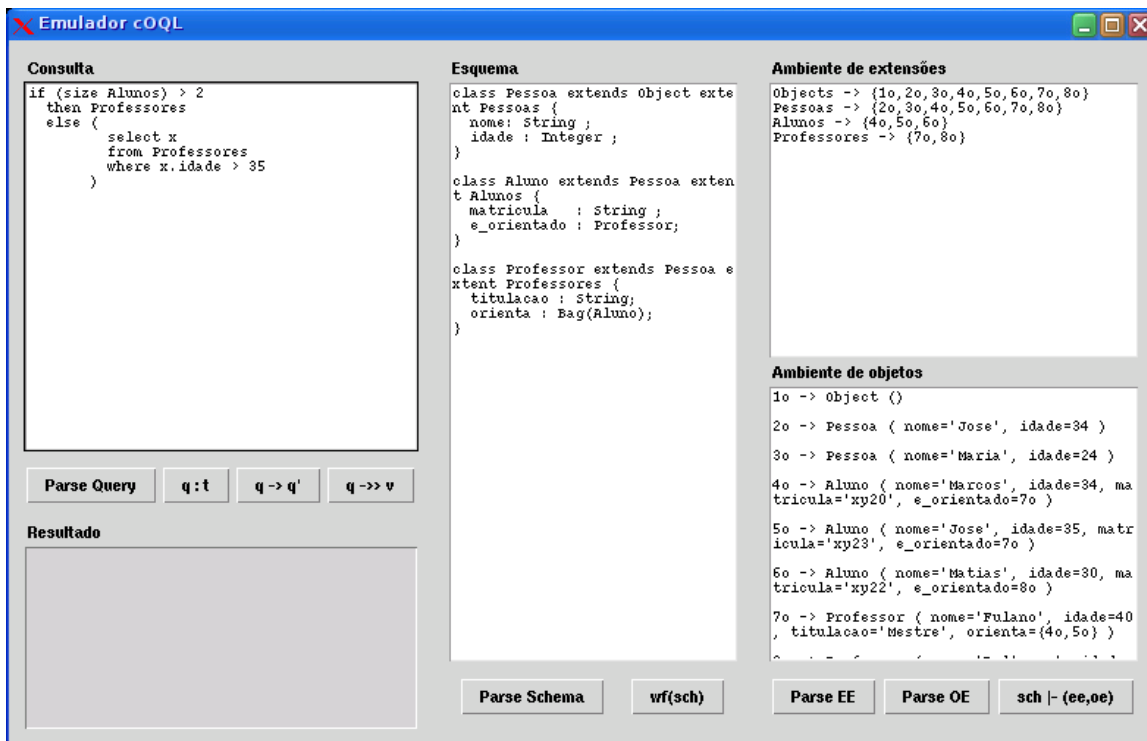 Emulador cOQL
Consulta
if (size Alunos) > 2
  then Professores
  else (
          select x
          from Professores
          where x.idade > 35
        )
Parse Query
q : t
q -> q'
q ->> v
Resultado
Esquema
class Pessoa extends Object exte
nt Pessoas {
  nome: String ;
  idade : Integer ;
}
class Aluno extends Pessoa exten
t Alunos {
  matricula   : String ;
  e_orientado : Professor;
}
class Professor extends Pessoa e
xtent Professores {
  titulacao : String;
  orienta : Bag(Aluno);
}
Parse Schema
wf(sch)
Ambiente de extensões
Objects -> {1o,2o,3o,4o,5o,6o,7o,8o}
Pessoas -> {2o,3o,4o,5o,6o,7o,8o}
Alunos -> {4o,5o,6o}
Professores -> {7o,8o}
Ambiente de objetos
1o -> Object ()
2o -> Pessoa ( nome='Jose', idade=34 )
3o -> Pessoa ( nome='Maria', idade=24 )
4o -> Aluno ( nome='Marcos', idade=34, ma
tricula='xy20', e_orientado=7o )
5o -> Aluno ( nome='Jose', idade=35, matr
icula='xy23', e_orientado=7o )
6o -> Aluno ( nome='Matias', idade=30, ma
tricula='xy22', e_orientado=8o )
7o -> Professor ( nome='Fulano', idade=40
, titulacao='Mestre', orienta={4o,5o} )
Parse EE
Parse OE
sch |- (ee,oe)